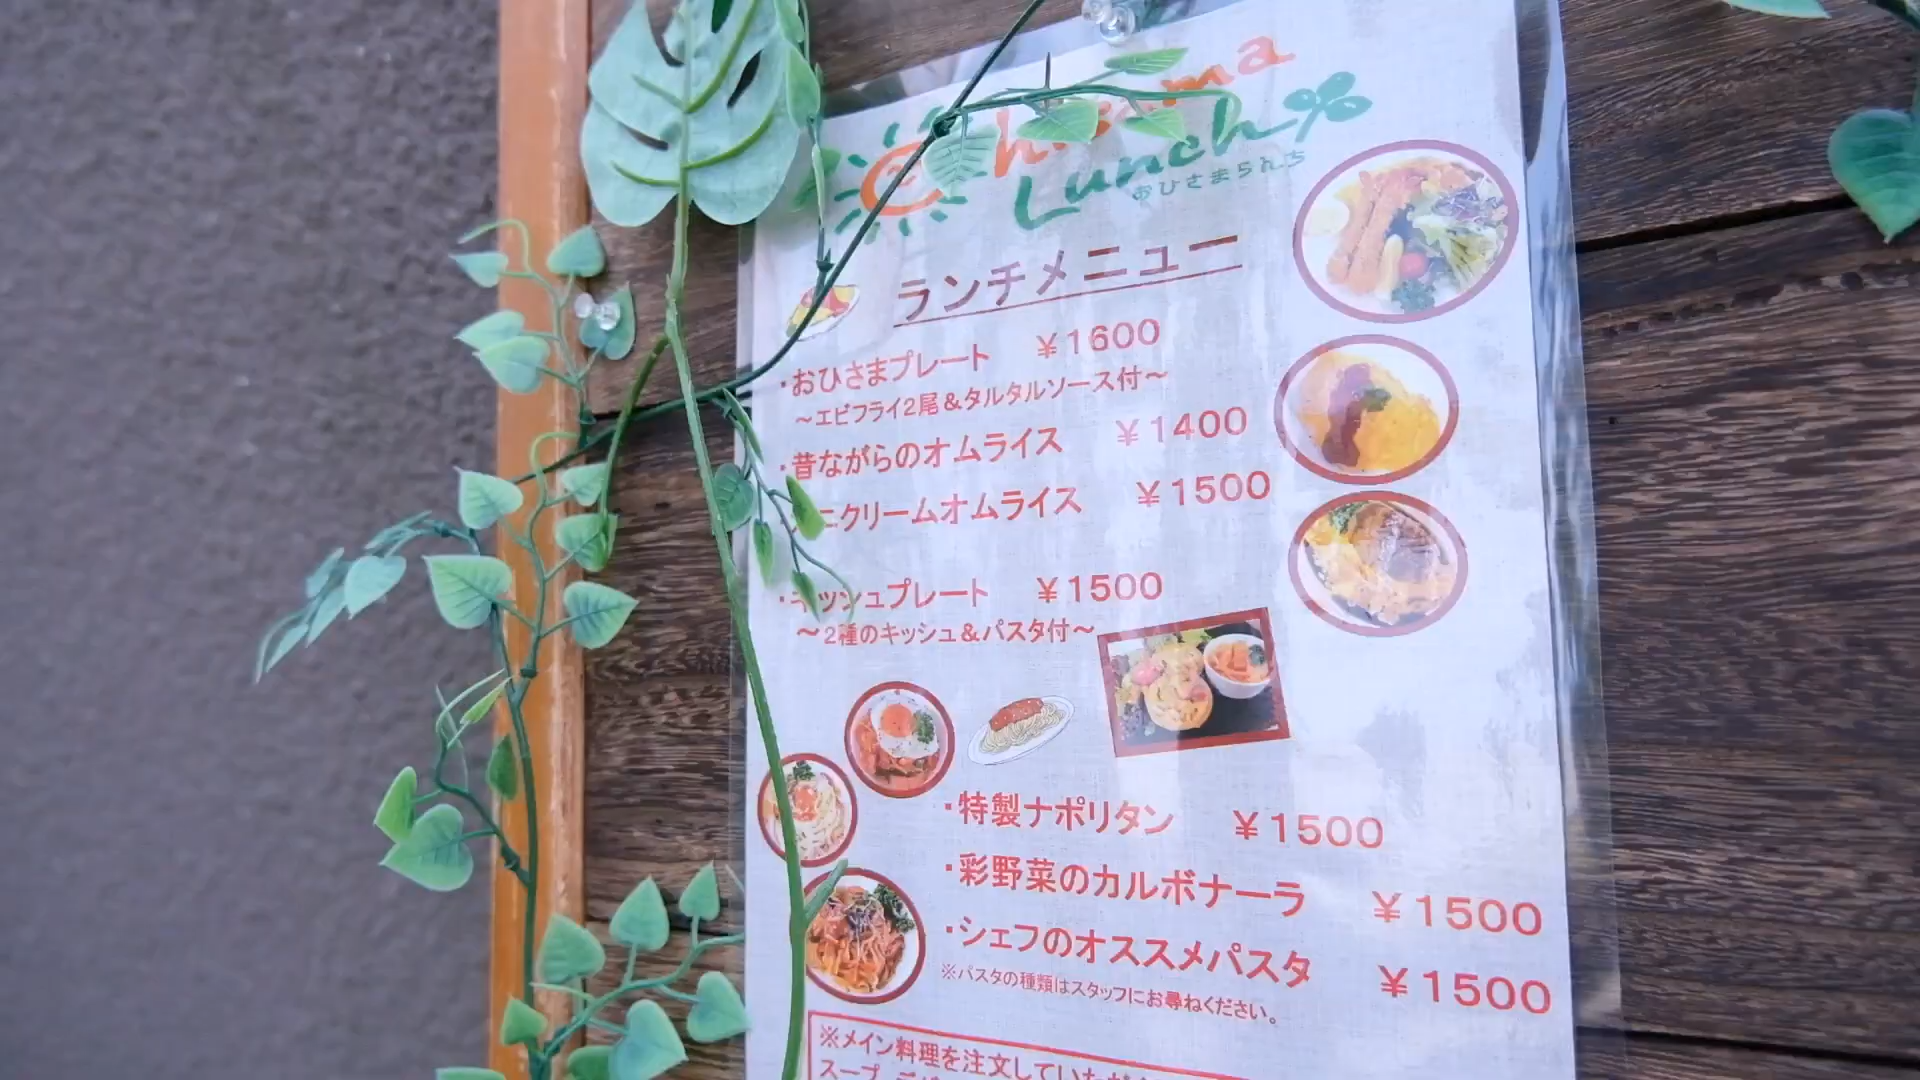 Lunch
おひさまらんち
ランチメニュー
・おひさまプレート ￥1600
～エビフライ2尾＆タルタルソース付～
・昔ながらのオムライス ￥1400
クリームオムライス ￥1500
・キッシュプレート ￥1500
～2種のキッシュ＆パスタ付～
・特製ナポリタン ￥1500
・彩野菜のカルボナーラ ￥1500
・シェフのオススメパスタ ￥1500
※パスタの種類はスタッフにお尋ねください。
※メイン料理を注文していただ
スープ